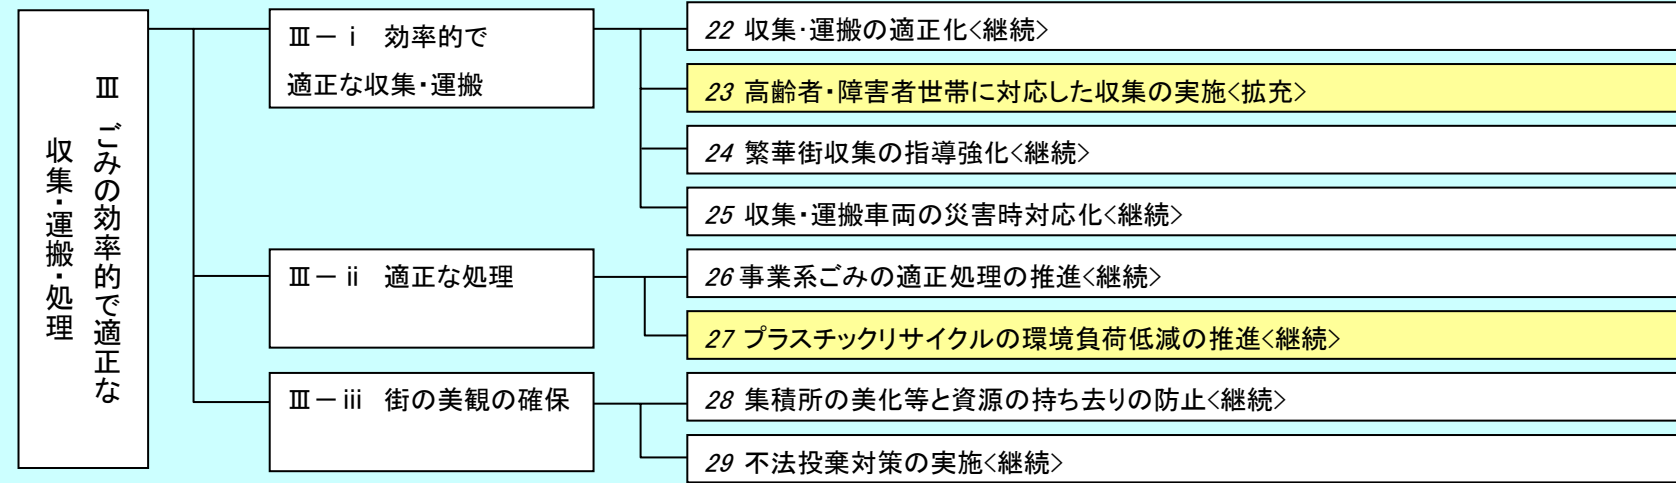 Ⅲ ごみの効率的で適正な
収集・運搬・処理
Ⅲ－ⅰ 効率的で
適正な収集・運搬
22 収集・運搬の適正化<継続>
23 高齢者・障害者世帯に対応した収集の実施<拡充>
24 繁華街収集の指導強化<継続>
25 収集・運搬車両の災害時対応化<継続>
Ⅲ－ⅱ 適正な処理
26 事業系ごみの適正処理の推進<継続>
27 プラスチックリサイクルの環境負荷低減の推進<継続>
Ⅲ－ⅲ 街の美観の確保
28 集積所の美化等と資源の持ち去りの防止<継続>
29 不法投棄対策の実施<継続>